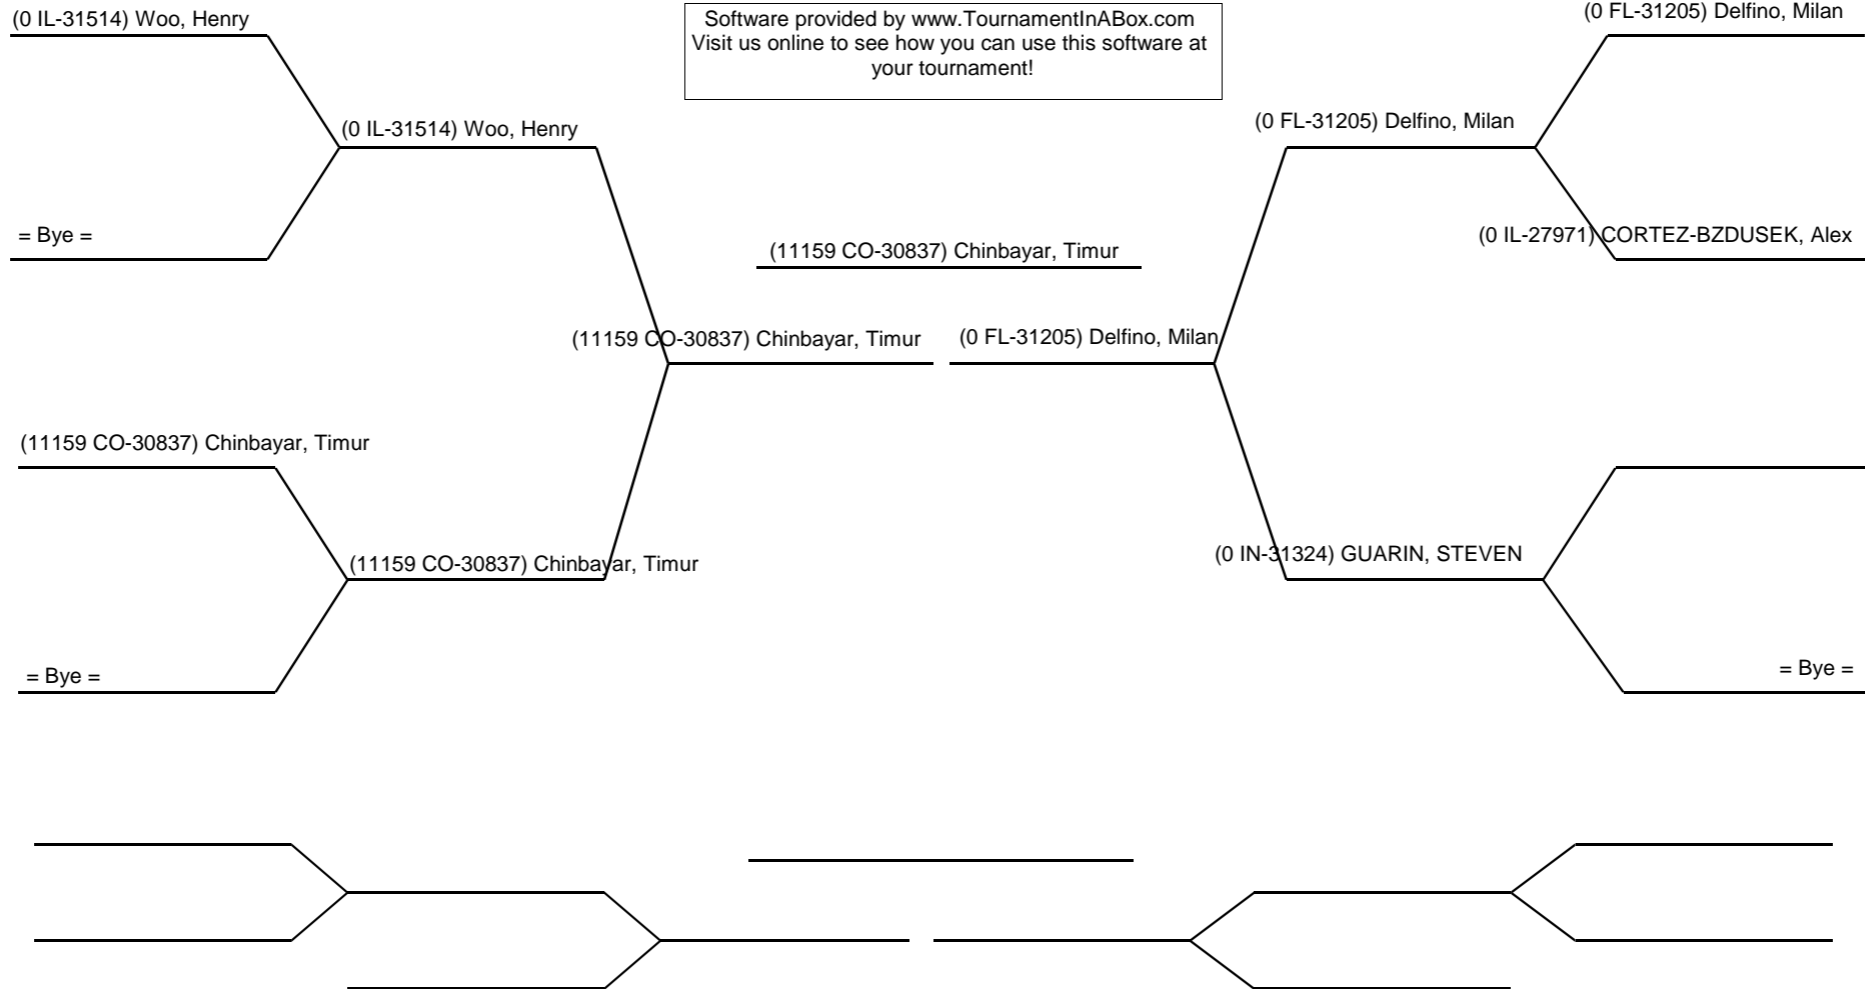 (0 IL-31514) Woo, Henry
Software provided by www.TournamentInABox.com
Visit us online to see how you can use this software at
your tournament!
(0 FL-31205) Delfino, Milan
(0 IL-31514) Woo, Henry
(0 FL-31205) Delfino, Milan
= Bye =
(11159 CO-30837) Chinbayar, Timur
(0 IL-27971) CORTEZ-BZDUSEK, Alex
(11159 CO-30837) Chinbayar, Timur
(0 FL-31205) Delfino, Milan
(11159 CO-30837) Chinbayar, Timur
(11159 CO-30837) Chinbayar, Timur
(0 IN-31324) GUARIN, STEVEN
= Bye =
= Bye =